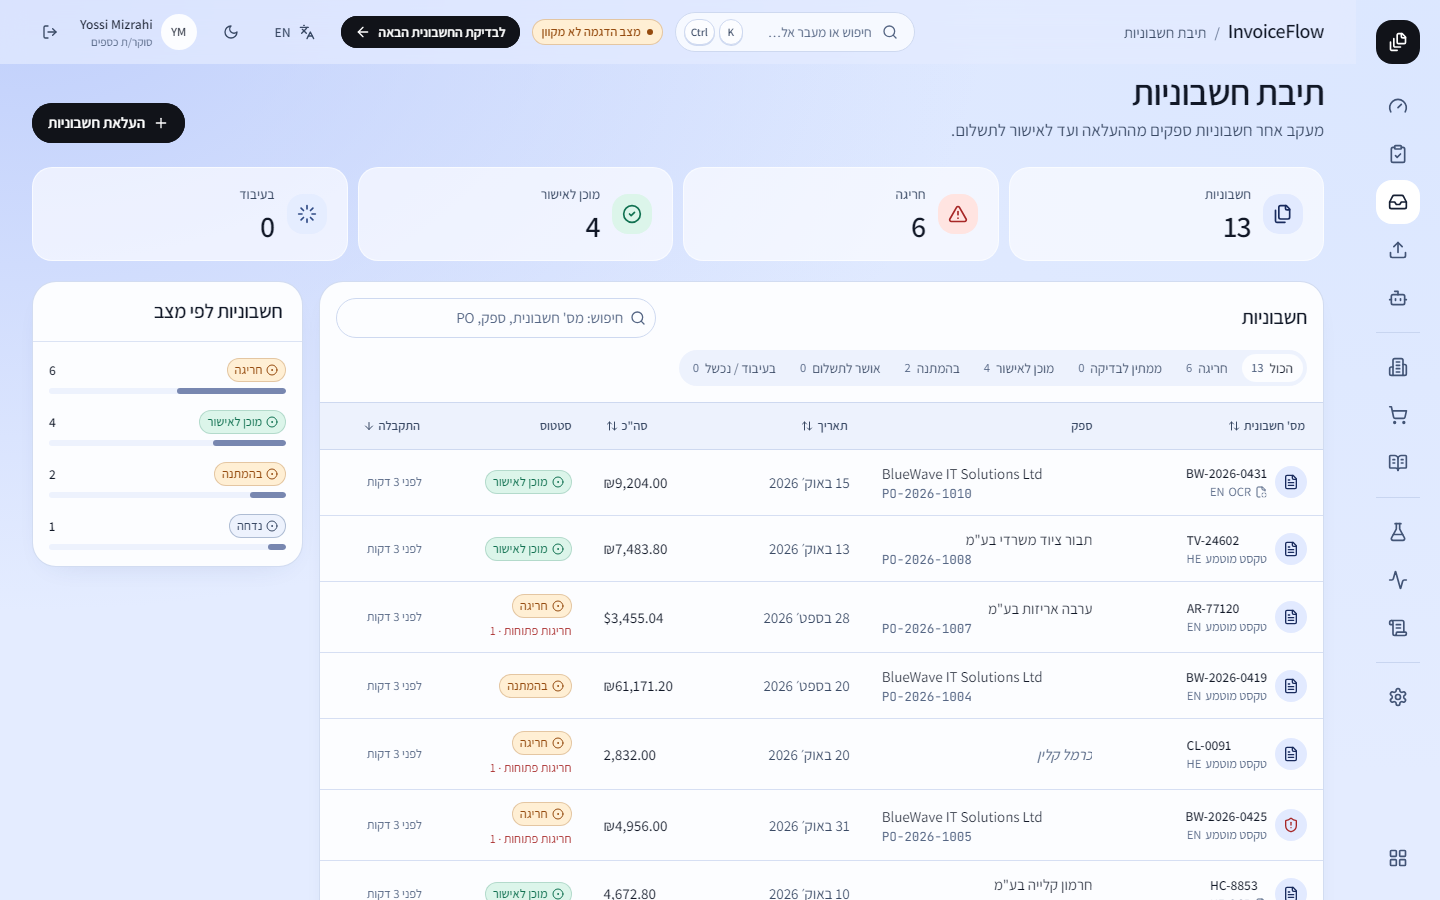 InvoiceFlow / תיבת חשבוניות
חיפוש או מעבר אל... Ctrl K
מצב הדגמה לא מקוון
לבדיקת החשבונית הבאה
EN
Yossi Mizrahi
סוקר/ת כספים
YM
תיבת חשבוניות
מעקב אחר חשבוניות ספקים מההעלאה ועד לאישור לתשלום.
העלאת חשבוניות
חשבוניות
13
חריגה
6
מוכן לאישור
4
בעיבוד
0
חשבוניות
חיפוש: מס' חשבונית, ספק, PO
הכול 13 חריגה 6 ממתין לבדיקה 0 מוכן לאישור 4 בהמתנה 2 אושר לתשלום 0 בעיבוד / נכשל 0
מס' חשבונית ספק תאריך סה"כ סטטוס התקבלה
BW-2026-0431 BlueWave IT Solutions Ltd 15 באוק׳ 2026 ₪9,204.00 מוכן לאישור לפני 3 דקות
EN OCR PO-2026-1010
TV-24602 תבור ציוד משרדי בע"מ 13 באוק׳ 2026 ₪7,483.80 מוכן לאישור לפני 3 דקות
טקסט מוטמע HE PO-2026-1008
AR-77120 ערבה אריזות בע"מ 28 בספט׳ 2026 $3,455.04 חריגה לפני 3 דקות
טקסט מוטמע EN PO-2026-1007 חריגות פתוחות · 1
BW-2026-0419 BlueWave IT Solutions Ltd 20 בספט׳ 2026 ₪61,171.20 בהמתנה לפני 3 דקות
טקסט מוטמע EN PO-2026-1004
CL-0091 כרמל קלין 20 באוק׳ 2026 2,832.00 חריגה לפני 3 דקות
טקסט מוטמע HE חריגות פתוחות · 1
BW-2026-0425 BlueWave IT Solutions Ltd 31 באוק׳ 2026 ₪4,956.00 חריגה לפני 3 דקות
טקסט מוטמע EN PO-2026-1005 חריגות פתוחות · 1
HC-8853 חרמון קלייה בע"מ 10 באוק׳ 2026 4,672.80 מוכן לאישור לפני 3 דקות
חשבוניות לפי מצב
חריגה 6
מוכן לאישור 4
בהמתנה 2
נדחה 1